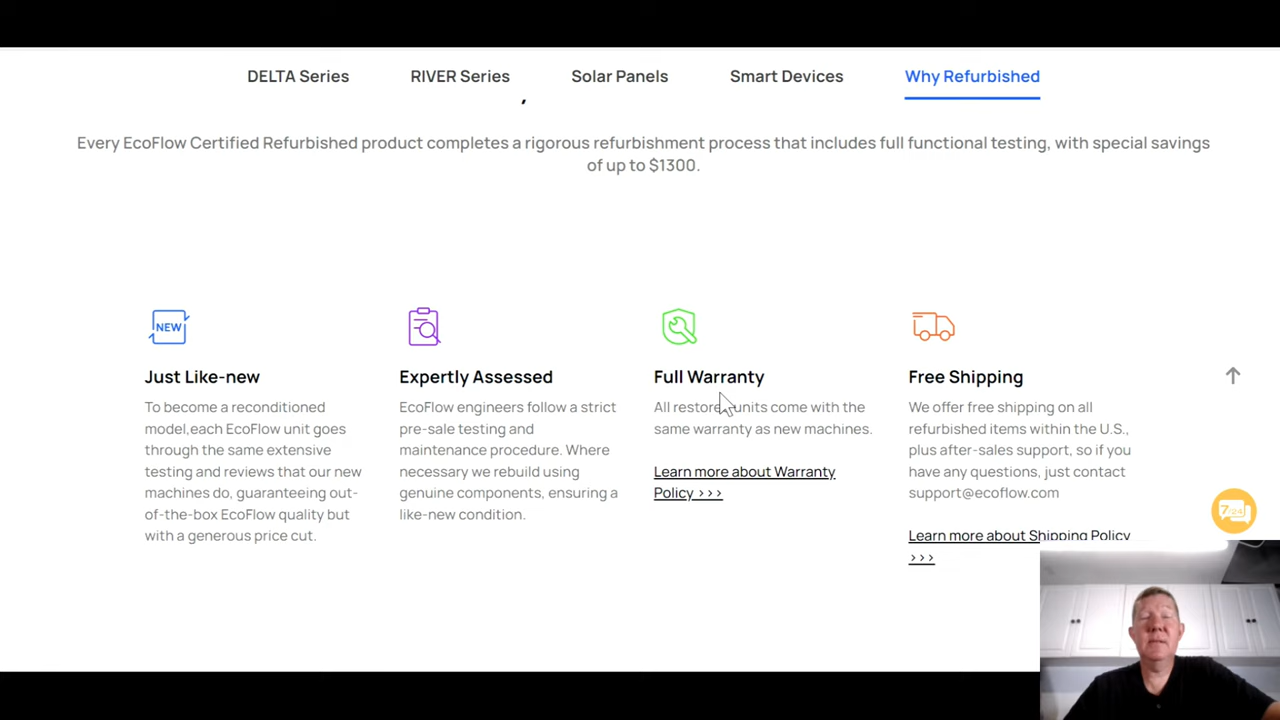 DELTA Series
RIVER Series
Solar Panels
Smart Devices
Why Refurbished
Every EcoFlow Certified Refurbished product completes a rigorous refurbishment process that includes full functional testing, with special savings
of up to $1300.
NEW
Just Like-new
To become a reconditioned
model,each EcoFlow unit goes
through the same extensive
testing and reviews that our new
machines do, guaranteeing out-
of-the-box EcoFlow quality but
with a generous price cut.
Expertly Assessed
EcoFlow engineers follow a strict
pre-sale testing and
maintenance procedure. Where
necessary we rebuild using
genuine components, ensuring a
like-new condition.
Full Warranty
All restored units come with the
same warranty as new machines.
Learn more about Warranty
Policy >>>
Free Shipping
We offer free shipping on all
refurbished items within the U.S.,
plus after-sales support, so if you
have any questions, just contact
support@ecoflow.com
Learn more about Shipping Policy
>>>
7/24